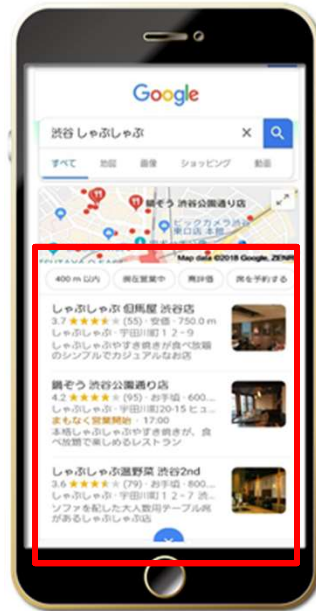 Google
渋谷 しゃぶしゃぶ
すべて 地図 画像 ショッピング 動画
鍋ぞう 渋谷公園通り店
ビックカメラ渋谷
東口店 本館
Map data ©2018 Google, ZENR
400 m 以内 現在営業中 高評価 席を予約する
しゃぶしゃぶ 但馬屋 渋谷店
3.7 ★★★★★ (55) · 安価 · 750.0 m
しゃぶしゃぶ · 宇田川町12-9
しゃぶしゃぶやすき焼きが食べ放題
のシンプルでカジュアルなお店
鍋ぞう 渋谷公園通り店
4.2 ★★★★★ (95) · お手頃 · 600....
しゃぶしゃぶ · 宇田川町20-15 ヒュ...
まもなく営業開始 · 17:00
本格しゃぶしゃぶやすき焼きが、食
べ放題で楽しめるレストラン
しゃぶしゃぶ温野菜 渋谷2nd
3.6 ★★★★★ (79) · お手頃 · 800....
しゃぶしゃぶ · 宇田川町12-7 渋...
ソファを配した大人数用テーブル席
があるしゃぶしゃぶ店